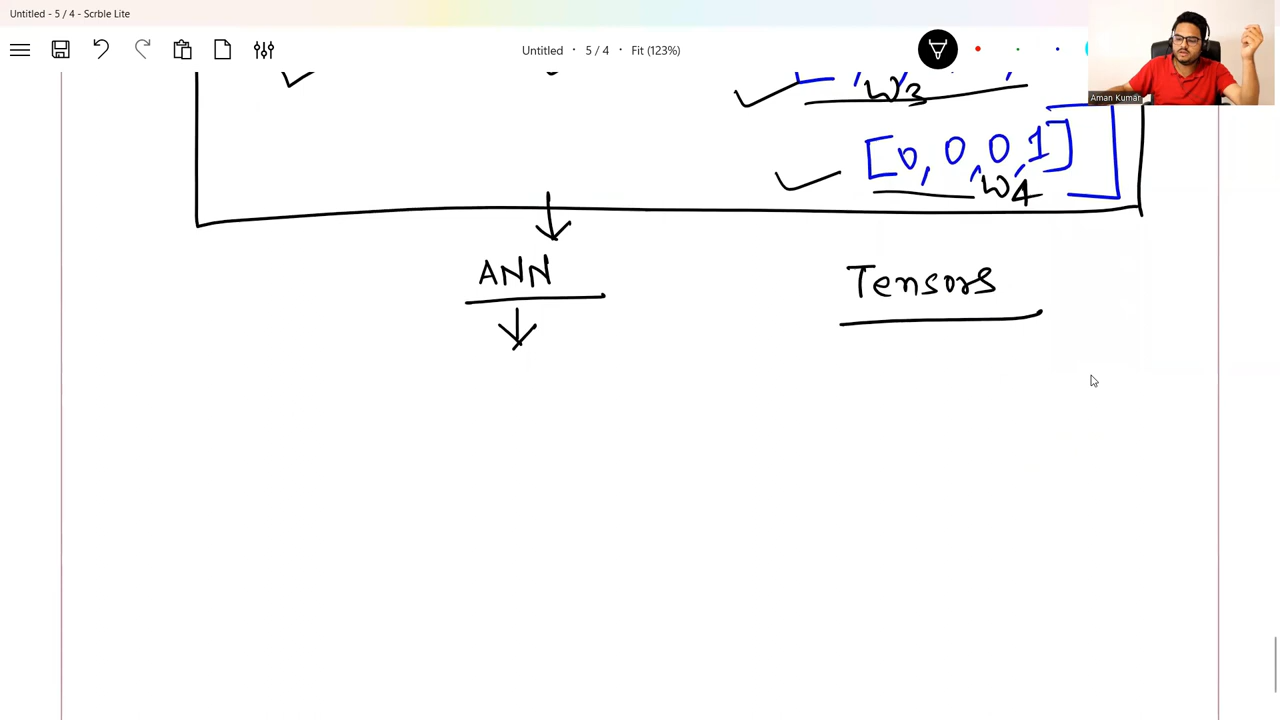 Untitled - 5 / 4 - Scrble Lite
Untitled • 5 / 4 • Fit (123%)
Aman Kumar
W3
[0, 0, 0, 1]
W4
ANN
Tensors